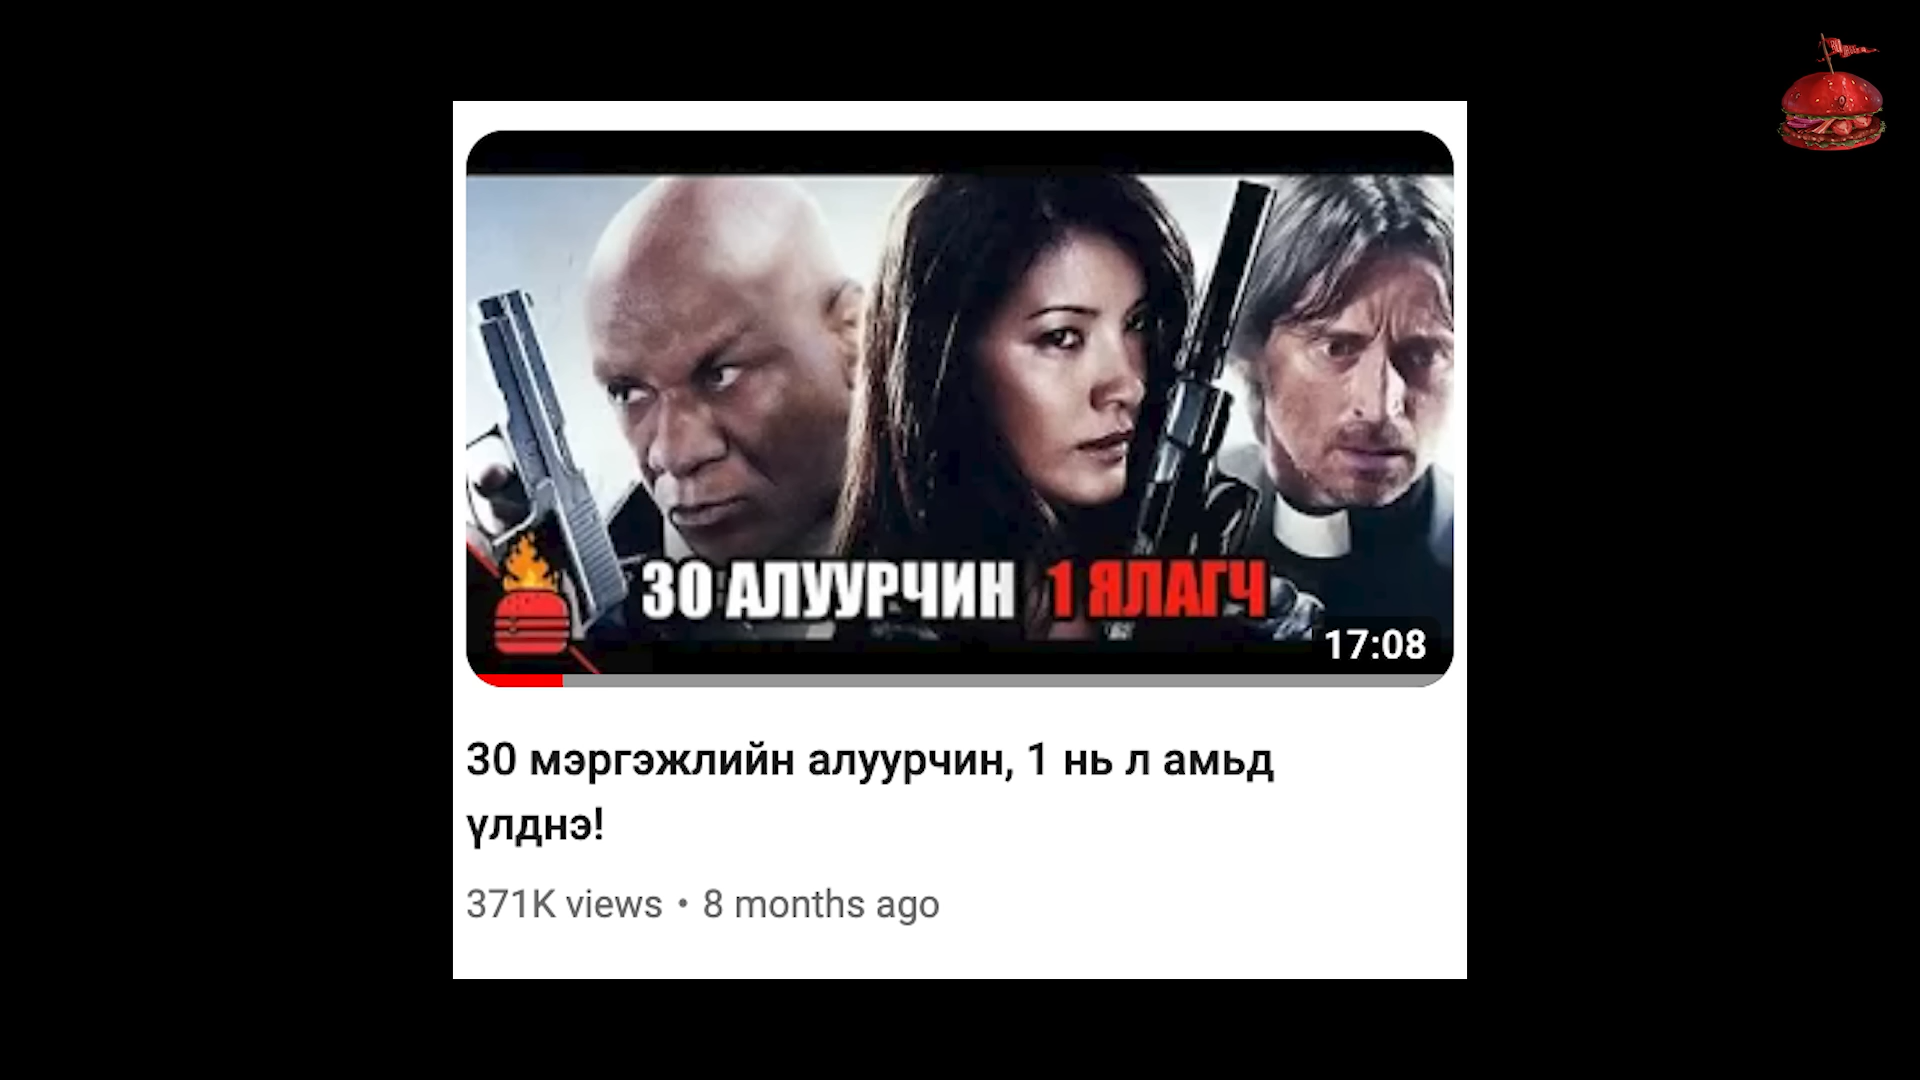 30 АЛУУРЧИН 1 ЯЛАГЧ
17:08
30 мэргэжлийн алуурчин, 1 нь л амьд
үлднэ!
371K views • 8 months ago